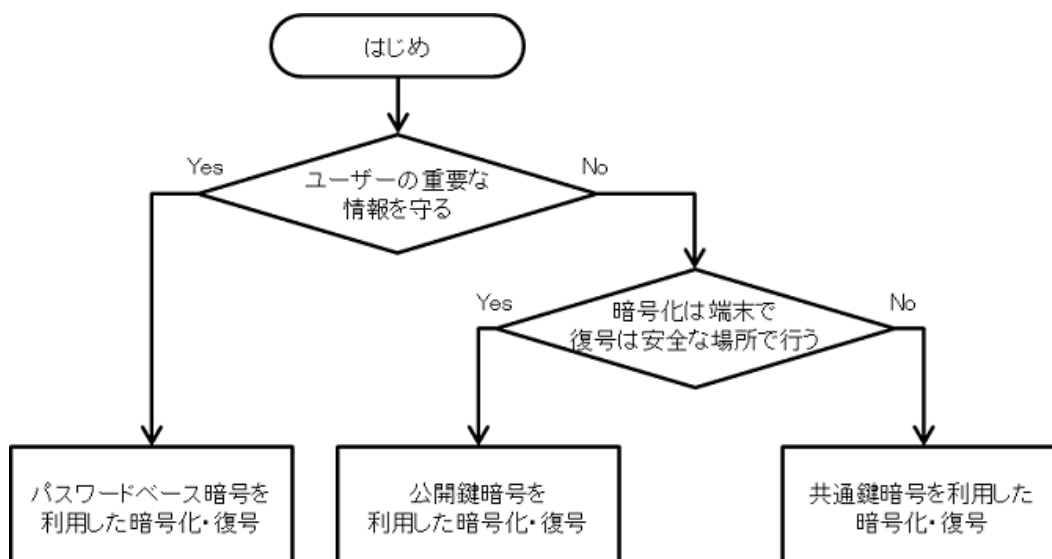 はじめ
Yes
No
ユーザーの重要な
情報を守る
Yes
No
暗号化は端末で
復号は安全な場所で行う
パスワードベース暗号を
利用した暗号化・復号
公開鍵暗号を
利用した暗号化・復号
共通鍵暗号を利用した
暗号化・復号